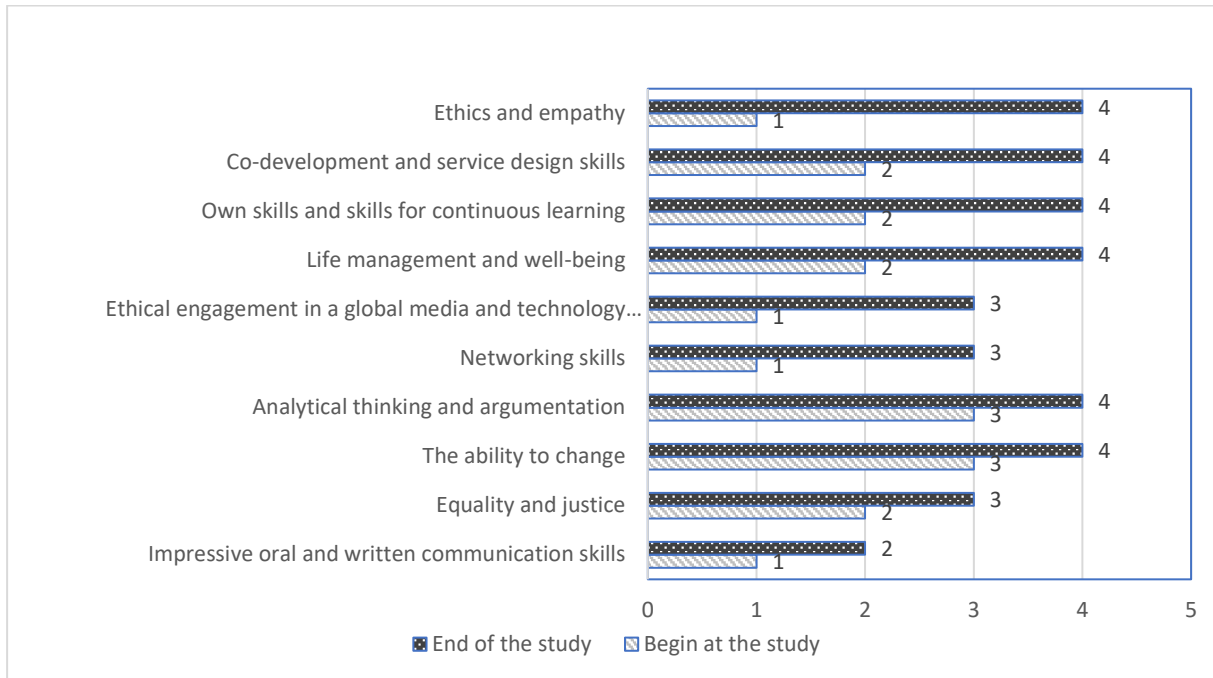 Ethics and empathy 4
1
Co-development and service design skills 4
2
Own skills and skills for continuous learning 4
2
Life management and well-being 4
2
Ethical engagement in a global media and technology... 3
1
Networking skills 3
1
Analytical thinking and argumentation 4
3
The ability to change 4
3
Equality and justice 3
2
Impressive oral and written communication skills 2
1
0 1 2 3 4 5
End of the study Begin at the study